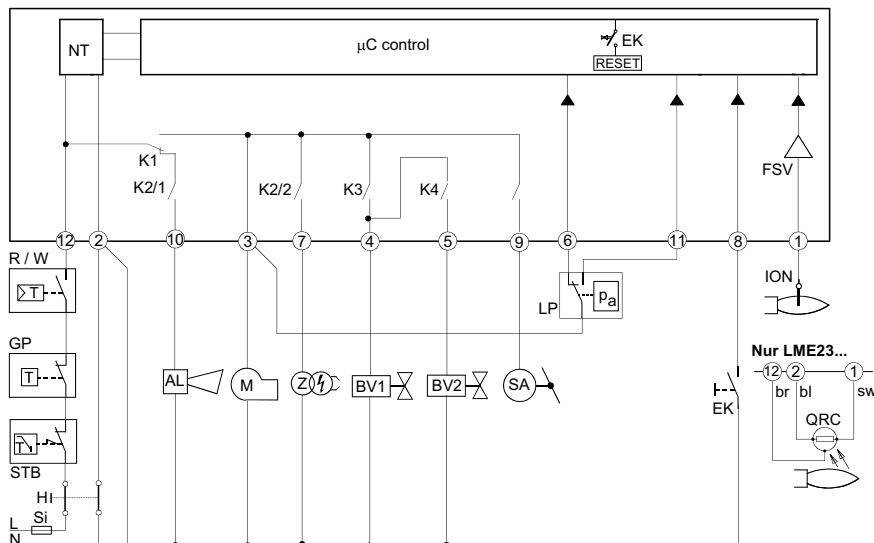 NT
µC control
EK
RESET
K1
FSV
K2/1
K2/2
K3
K4
12
2
10
3
7
4
5
9
6
11
8
1
R / W
T
LP
pa
ION
GP
T
AL
M
Z
BV1
BV2
SA
EK
Nur LME23...
12
2
1
br
bl
sw
QRC
T
STB
H
L
Si
N